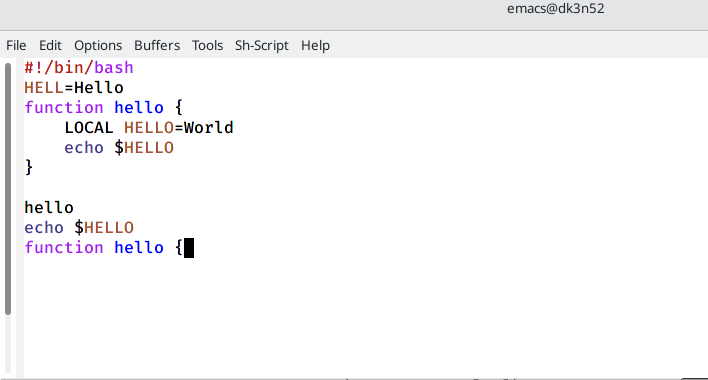 emacs@dk3n52
File Edit Options Buffers Tools Sh-Script Help
#!/bin/bash
HELL=Hello
function hello {
    LOCAL HELLO=World
    echo $HELLO
}

hello
echo $HELLO
function hello {